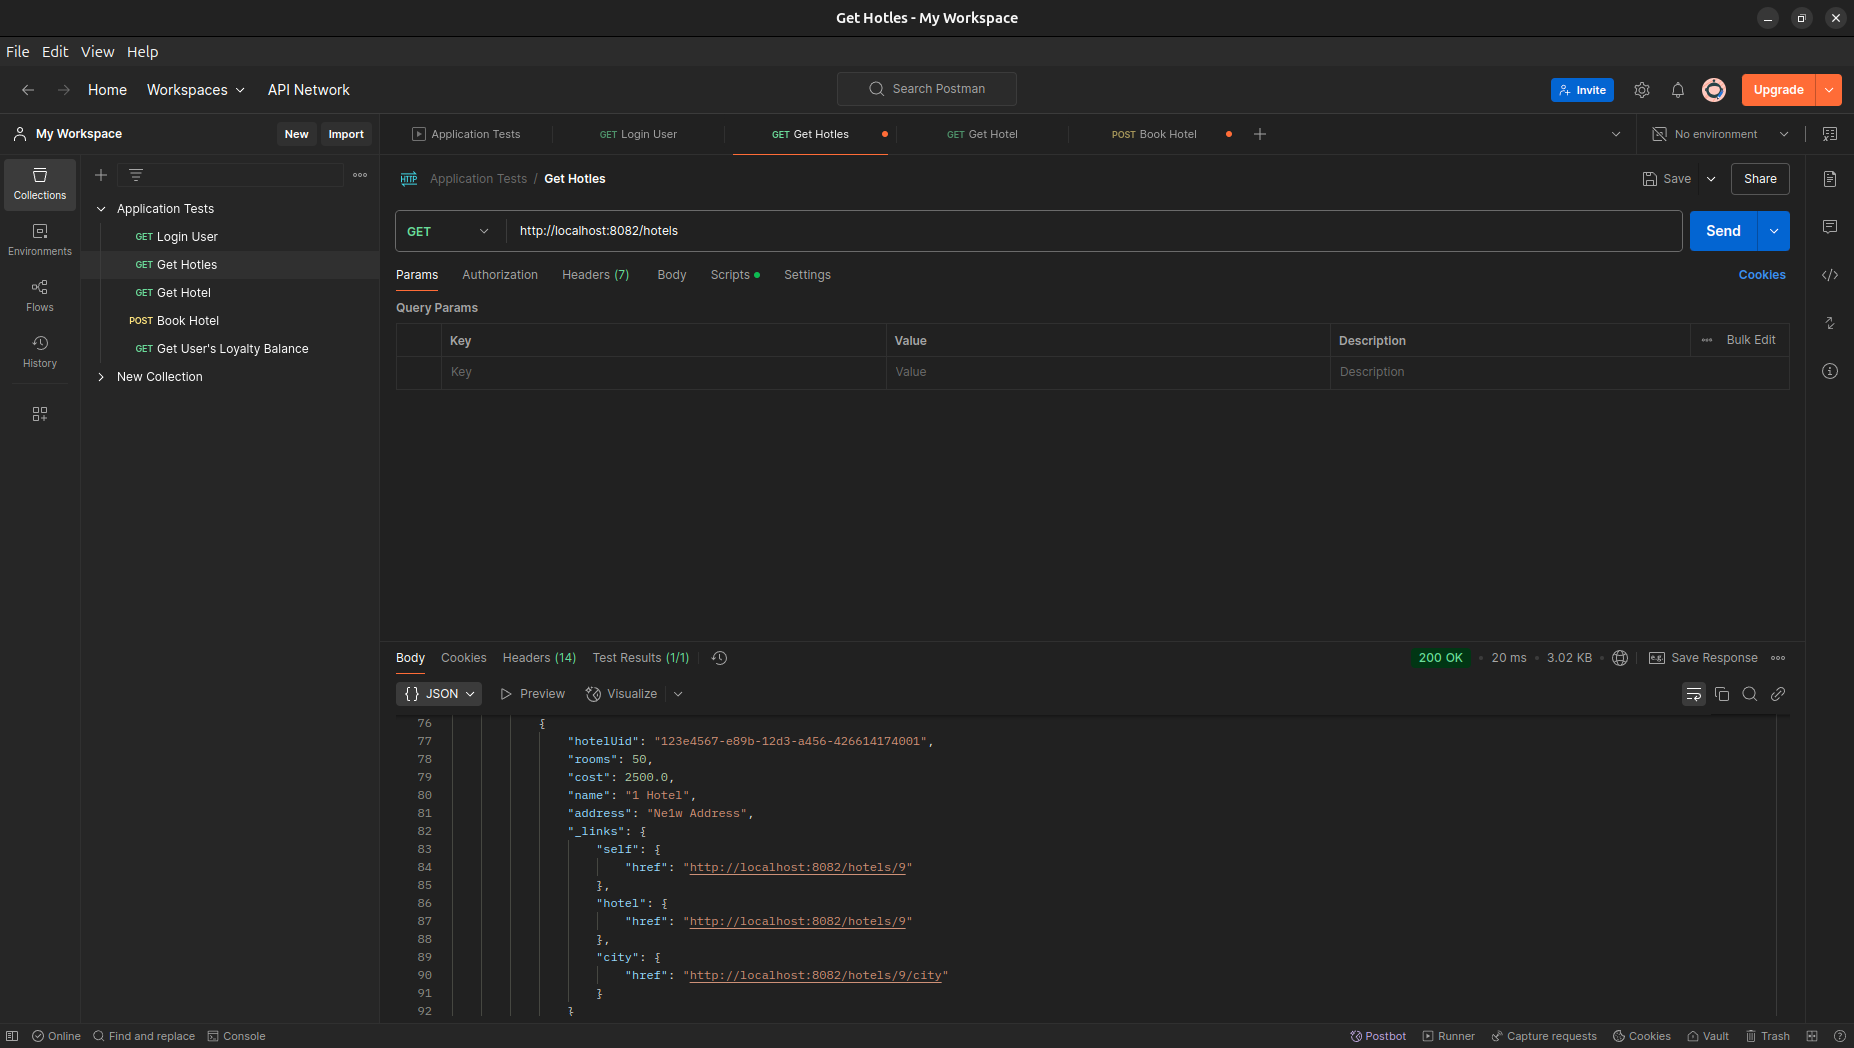 Get Hotles - My Workspace
File Edit View Help
Home Workspaces API Network Search Postman Invite Upgrade
My Workspace New Import
Application Tests GET Login User GET Get Hotles GET Get Hotel POST Book Hotel No environment
Collections
Environments
Flows
History
Application Tests
GET Login User
GET Get Hotles
GET Get Hotel
POST Book Hotel
GET Get User's Loyalty Balance
New Collection
HTTP Application Tests / Get Hotles Save Share
GET http://localhost:8082/hotels Send
Params Authorization Headers (7) Body Scripts Settings Cookies
Query Params
Key Value Description Bulk Edit
Key Value Description
Body Cookies Headers (14) Test Results (1/1) 200 OK 20 ms 3.02 KB e.g. Save Response
{} JSON Preview Visualize
76 {
77 "hotelUid": "123e4567-e89b-12d3-a456-426614174001",
78 "rooms": 50,
79 "cost": 2500.0,
80 "name": "1 Hotel",
81 "address": "Ne1w Address",
82 "_links": {
83 "self": {
84 "href": "http://localhost:8082/hotels/9"
85 },
86 "hotel": {
87 "href": "http://localhost:8082/hotels/9"
88 },
89 "city": {
90 "href": "http://localhost:8082/hotels/9/city"
91 }
92 }
Online Find and replace Console Postbot Runner Capture requests Cookies Vault Trash